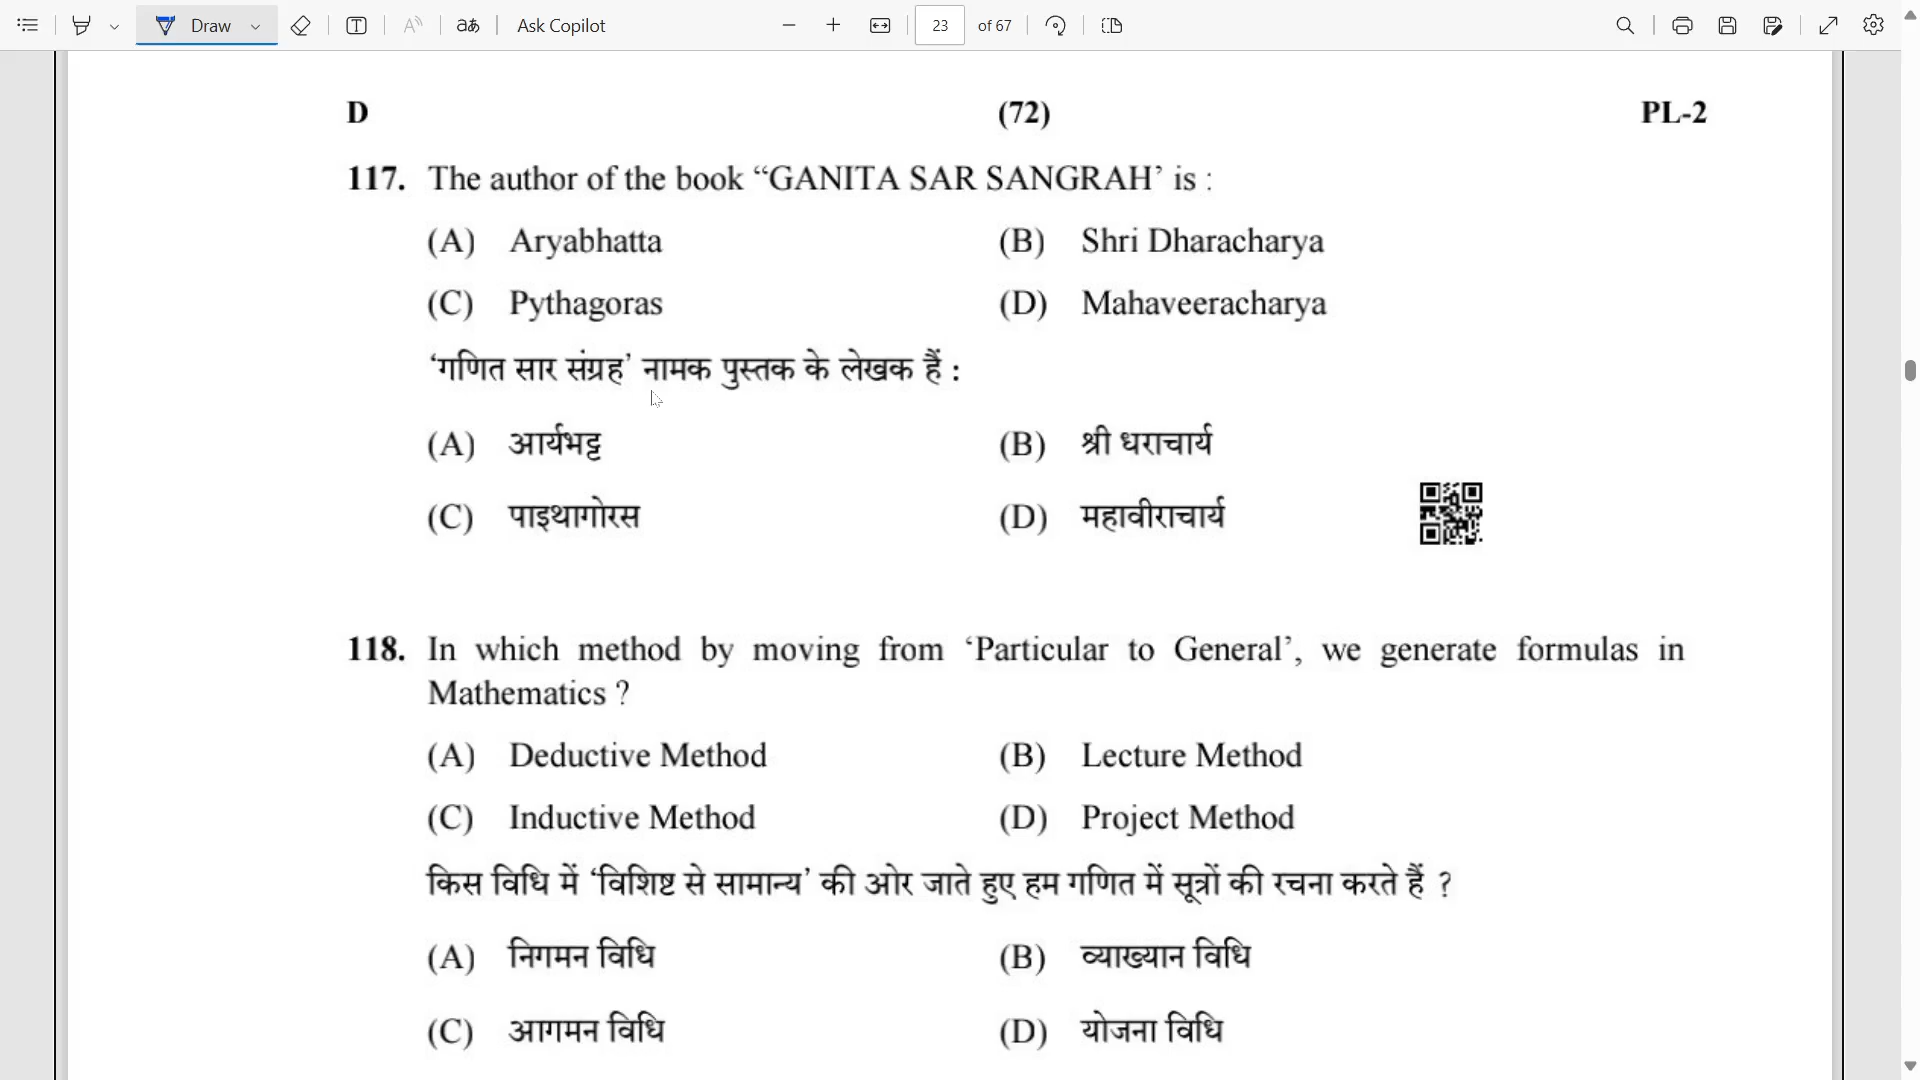 Draw
Ask Copilot
23 of 67
D (72) PL-2
117. The author of the book “GANITA SAR SANGRAH’ is :
(A) Aryabhatta (B) Shri Dharacharya
(C) Pythagoras (D) Mahaveeracharya
‘गणित सार संग्रह’ नामक पुस्तक के लेखक हैं :
(A) आर्यभट्ट (B) श्री धराचार्य
(C) पाइथागोरस (D) महावीराचार्य
118. In which method by moving from ‘Particular to General’, we generate formulas in
Mathematics ?
(A) Deductive Method (B) Lecture Method
(C) Inductive Method (D) Project Method
किस विधि में ‘विशिष्ट से सामान्य’ की ओर जाते हुए हम गणित में सूत्रों की रचना करते हैं ?
(A) निगमन विधि (B) व्याख्यान विधि
(C) आगमन विधि (D) योजना विधि